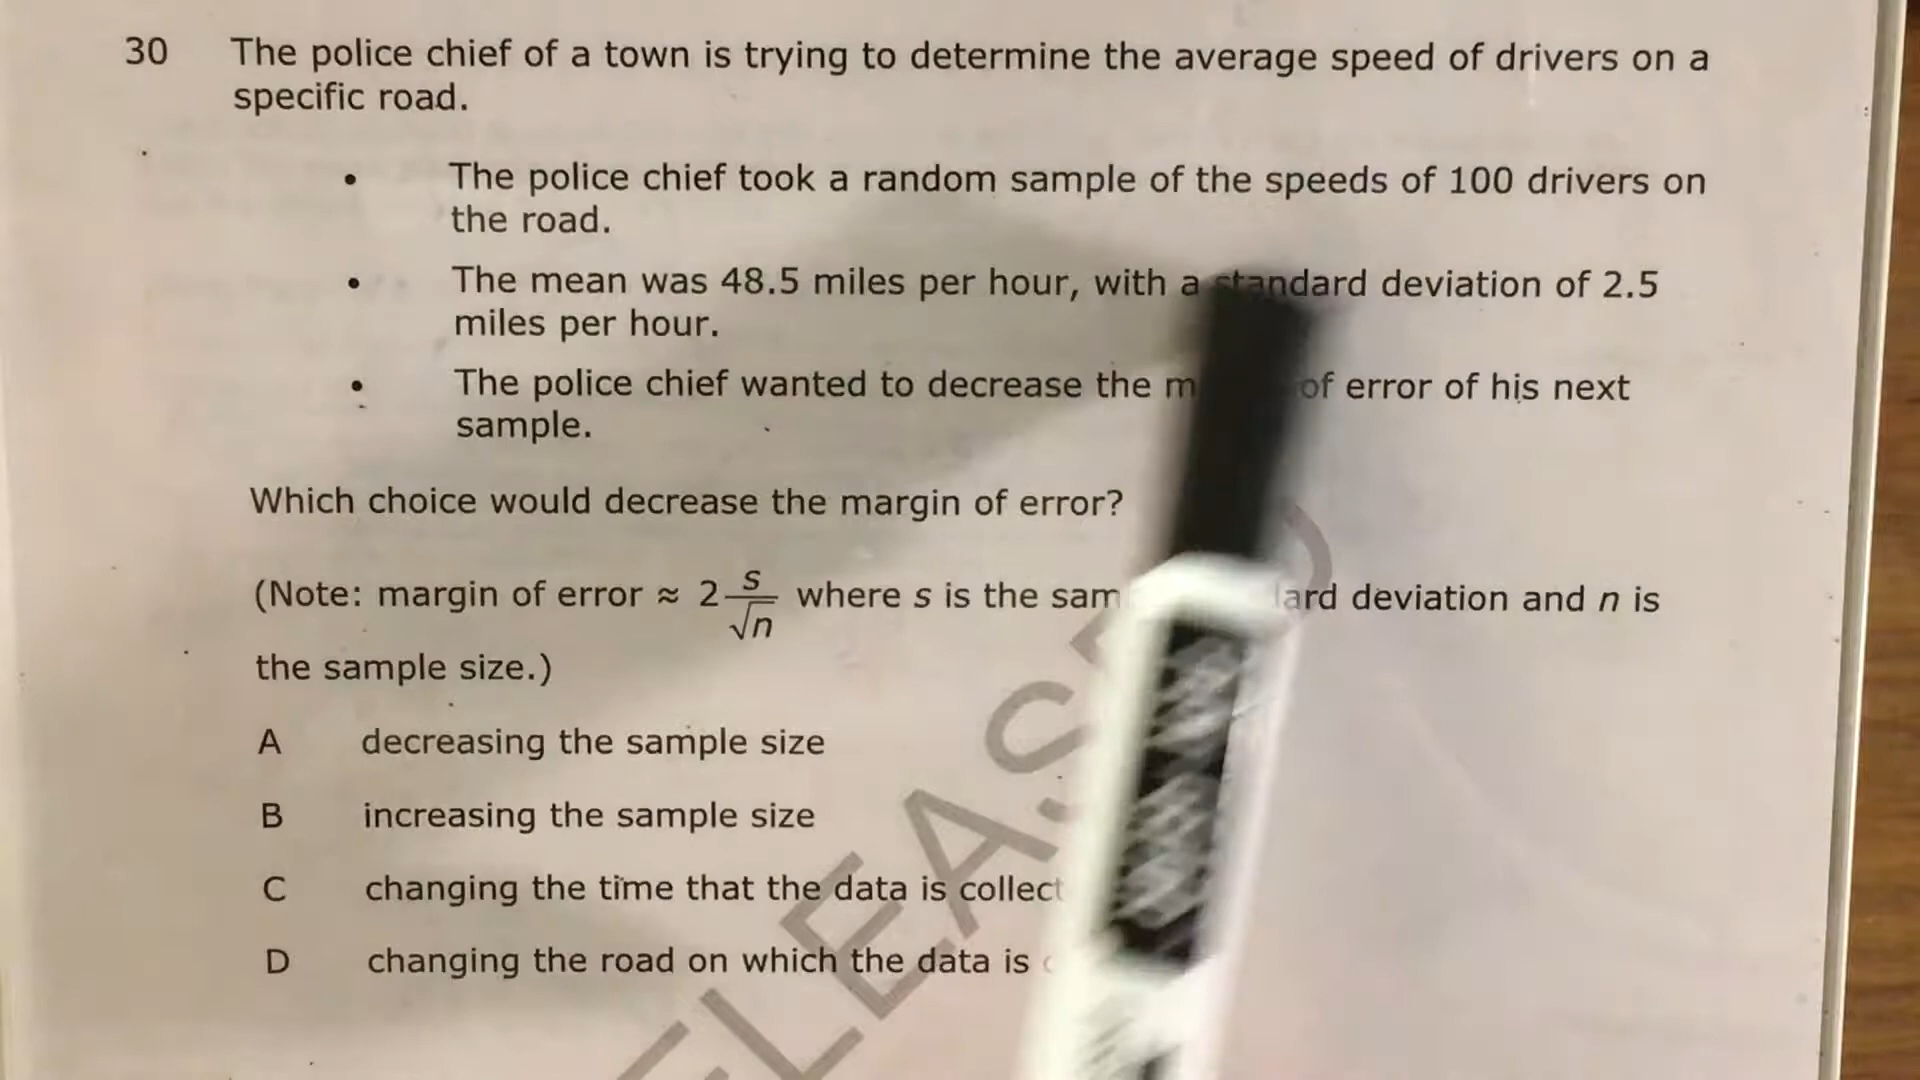 30 The police chief of a town is trying to determine the average speed of drivers on a
specific road.
• The police chief took a random sample of the speeds of 100 drivers on
the road.
• The mean was 48.5 miles per hour, with a standard deviation of 2.5
miles per hour.
• The police chief wanted to decrease the of error of his next
sample.
Which choice would decrease the margin of error?
(Note: margin of error ≈ 2 s/√n where s is the deviation and n is
the sample size.)
A decreasing the sample size
B increasing the sample size
C changing the time that the data is
D changing the road on which the data is